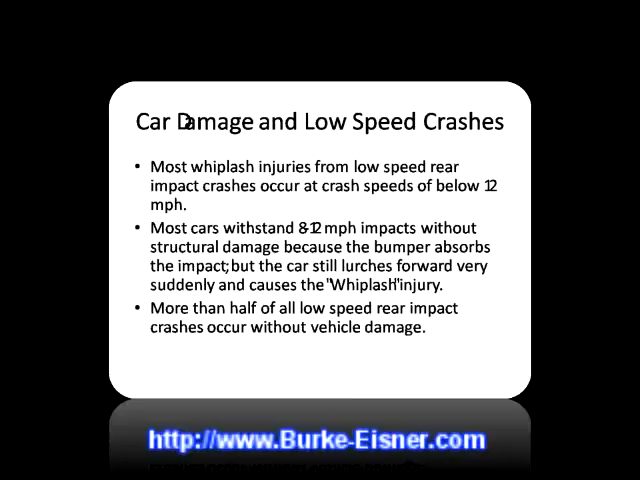 Car Damage and Low Speed Crashes
• Most whiplash injuries from low speed rear
impact crashes occur at crash speeds of below 12
mph.
• Most cars withstand 8-12 mph impacts without
structural damage because the bumper absorbs
the impact; but the car still lurches forward very
suddenly and causes the "Whiplash" injury.
• More than half of all low speed rear impact
crashes occur without vehicle damage.
http://www.Burke-Eisner.com